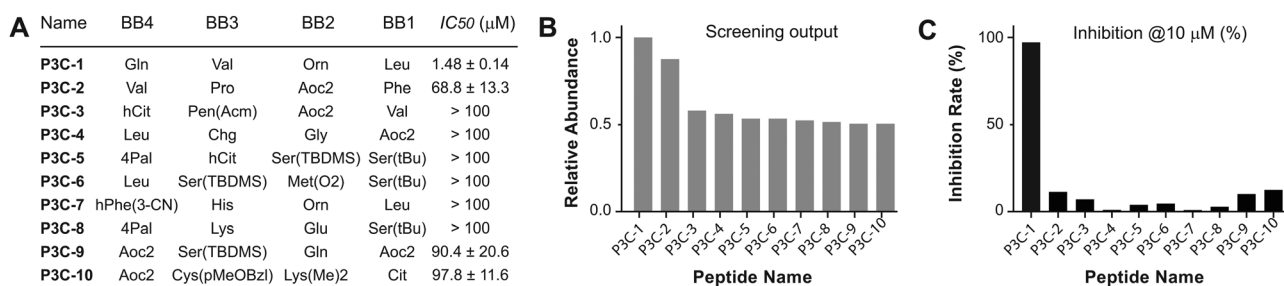 A
Name BB4 BB3 BB2 BB1 IC50 (μM)
P3C-1 Gln Val Orn Leu 1.48 ± 0.14
P3C-2 Val Pro Aoc2 Phe 68.8 ± 13.3
P3C-3 hCit Pen(Acm) Aoc2 Val > 100
P3C-4 Leu Chg Gly Aoc2 > 100
P3C-5 4Pal hCit Ser(TBDMS) Ser(tBu) > 100
P3C-6 Leu Ser(TBDMS) Met(O2) Ser(tBu) > 100
P3C-7 hPhe(3-CN) His Orn Leu > 100
P3C-8 4Pal Lys Glu Ser(tBu) > 100
P3C-9 Aoc2 Ser(TBDMS) Gln Aoc2 90.4 ± 20.6
P3C-10 Aoc2 Cys(pMeOBzl) Lys(Me)2 Cit 97.8 ± 11.6
B
Screening output
Relative Abundance
1.0
0.5
0.0
P3C-1 P3C-2 P3C-3 P3C-4 P3C-5 P3C-6 P3C-7 P3C-8 P3C-9 P3C-10
Peptide Name
C
Inhibition @10 μM (%)
Inhibition Rate (%)
100
50
0
P3C-1 P3C-2 P3C-3 P3C-4 P3C-5 P3C-6 P3C-7 P3C-8 P3C-9 P3C-10
Peptide Name